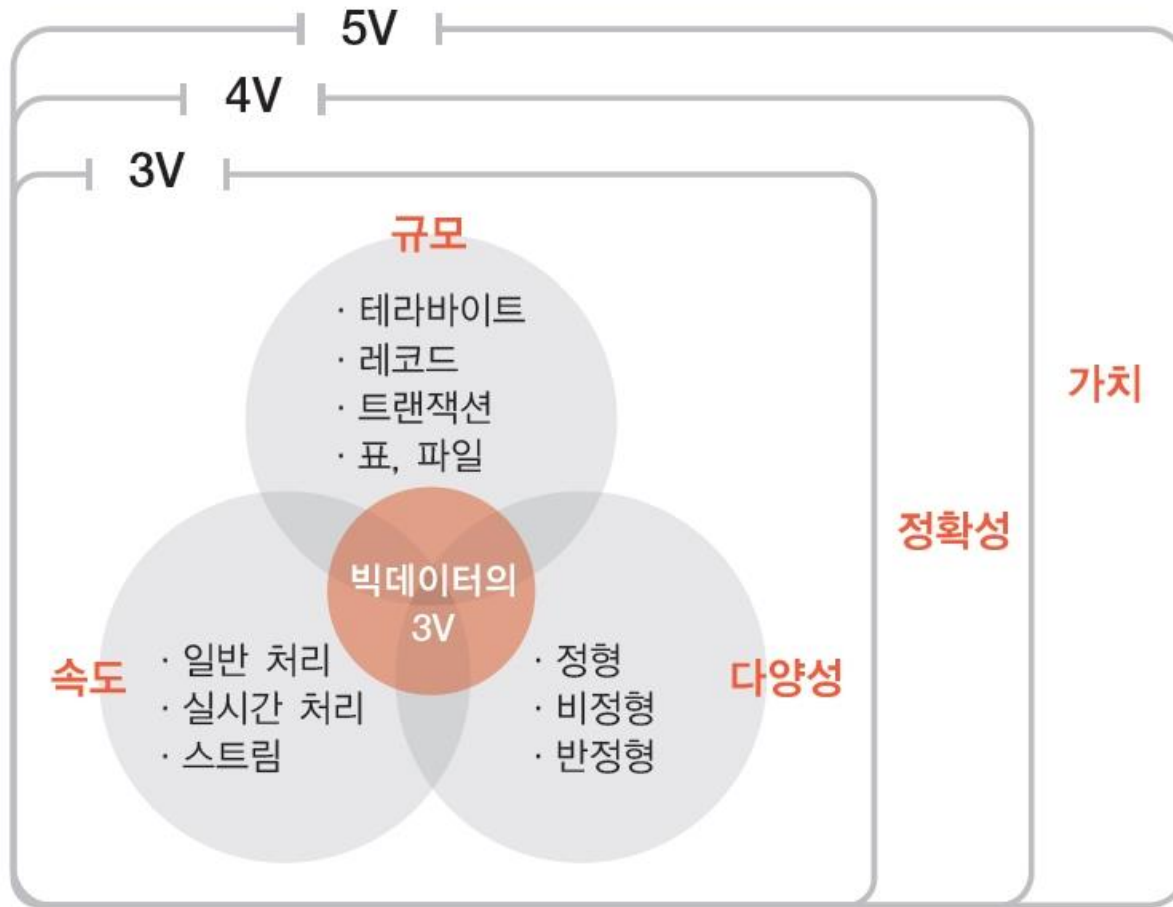 5V
4V
3V
규모
· 테라바이트
· 레코드
· 트랜잭션
· 표, 파일
가치
정확성
빅데이터의
3V
속도
· 일반 처리
· 실시간 처리
· 스트림
· 정형
· 비정형
· 반정형
다양성